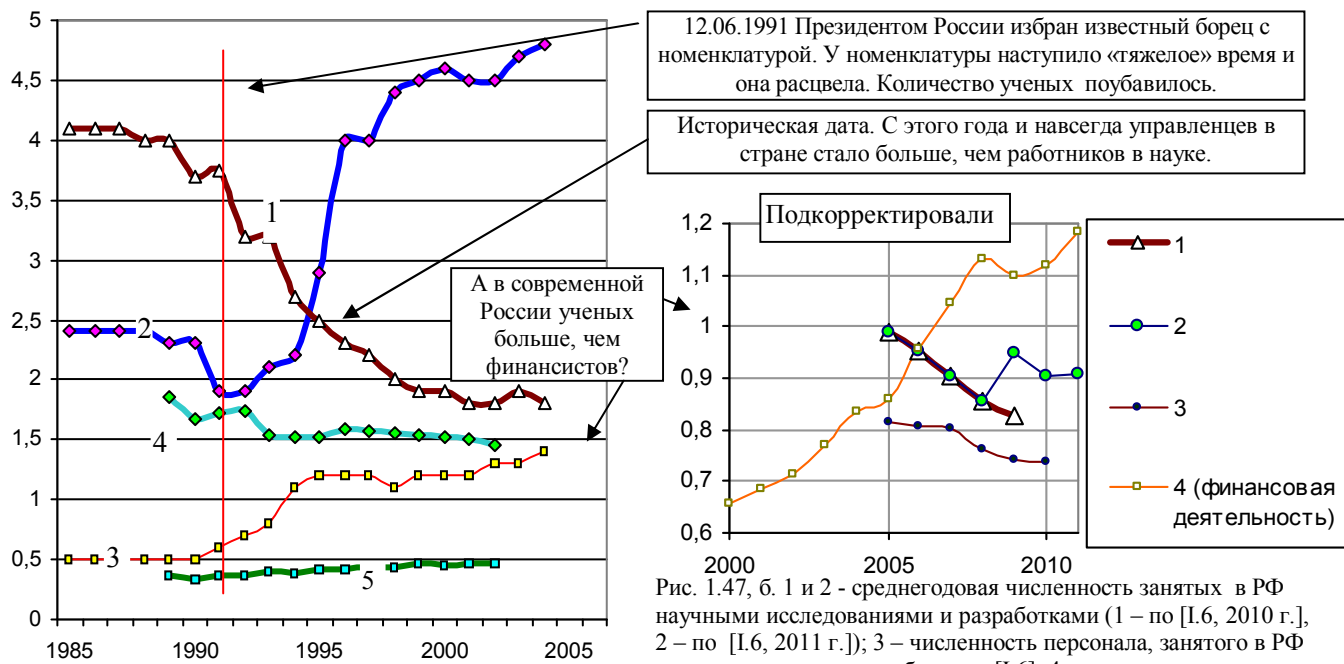 5
4,5
4
3,5
3
2,5
2
1,5
1
0,5
0
1985 1990 1995 2000 2005
1
2
4
3
5
12.06.1991 Президентом России избран известный борец с
номенклатурой. У номенклатуры наступило «тяжелое» время и
она расцвела. Количество ученых поубавилось.
Историческая дата. С этого года и навсегда управленцев в
стране стало больше, чем работников в науке.
А в современной
России ученых
больше, чем
финансистов?
Подкорректировали
1,2
1,1
1
0,9
0,8
0,7
0,6
2000 2005 2010
1
2
3
4 (финансовая
деятельность)
Рис. 1.47, б. 1 и 2 - среднегодовая численность занятых в РФ
научными исследованиями и разработками (1 – по [I.6, 2010 г.],
2 – по [I.6, 2011 г.]); 3 – численность персонала, занятого в РФ